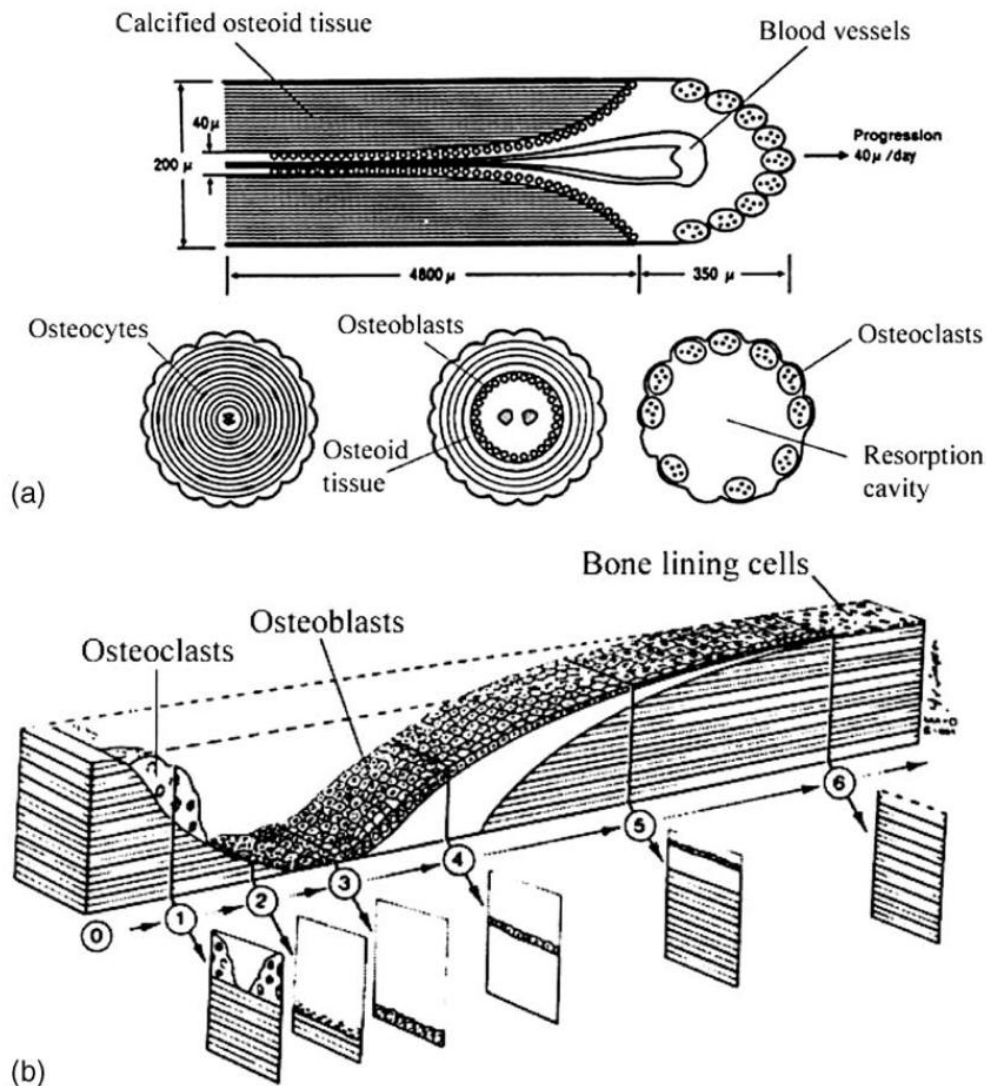 Calcified osteoid tissue
Blood vessels
40μ
200 μ
Progression
40μ/day
4800 μ
350 μ
Osteocytes
Osteoblasts
Osteoclasts
Osteoid
tissue
Resorption
cavity
(a)
Bone lining cells
Osteoblasts
Osteoclasts
0
1
2
3
4
5
6
(b)